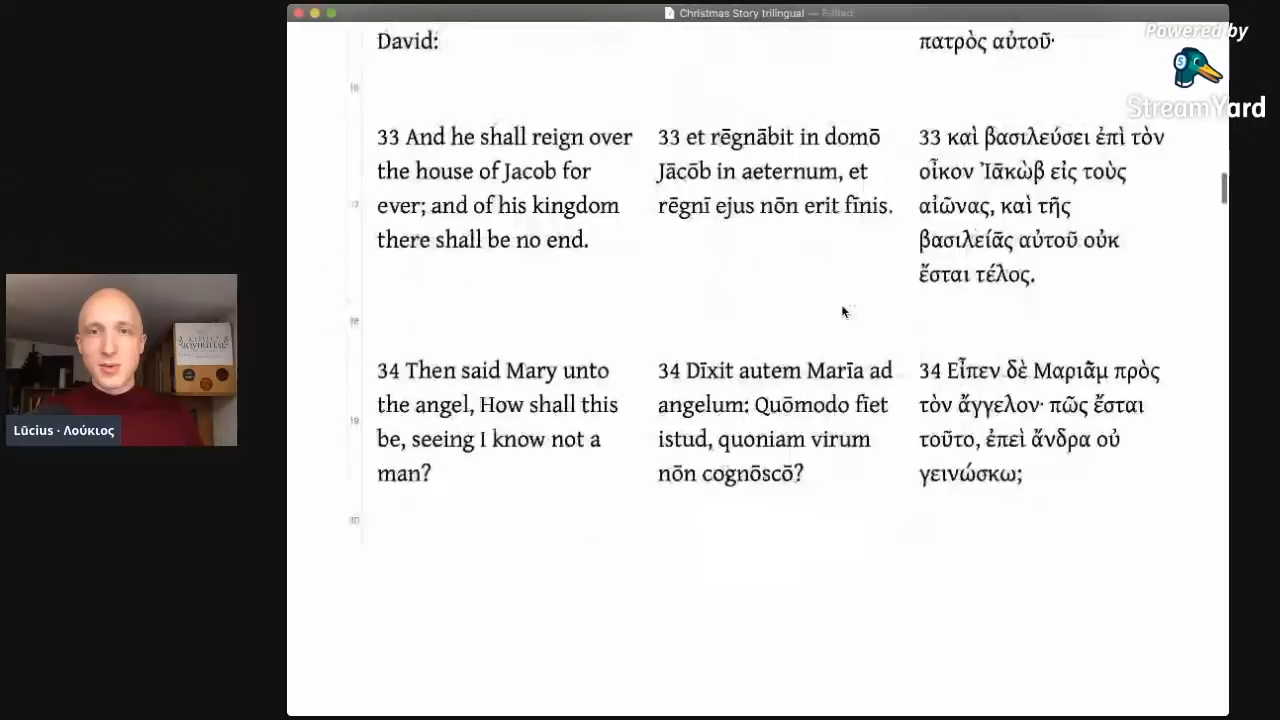 Christmas Story trilingual — Edited
Powered by
StreamYard
David:
πατρὸς αὐτοῦ·
33 And he shall reign over
the house of Jacob for
ever; and of his kingdom
there shall be no end.
33 et rēgnābit in domō
Jācōb in aeternum, et
rēgnī ejus nōn erit fīnis.
33 καὶ βασιλεύσει ἐπὶ τὸν
οἶκον Ἰᾱκὼβ εἰς τοὺς
αἰῶνας, καὶ τῆς
βασιλείᾱς αὐτοῦ οὐκ
ἔσται τέλος.
34 Then said Mary unto
the angel, How shall this
be, seeing I know not a
man?
34 Dīxit autem Marīa ad
angelum: Quōmodo fīet
istud, quoniam virum
nōn cognōscō?
34 Εἶπεν δὲ Μαριὰ̄μ πρὸς
τὸν ἄγγελον· πῶς ἔσται
τοῦτο, ἐπεὶ ἄνδρα οὐ
γεινώσκω;
Lūcius · Λούκιος